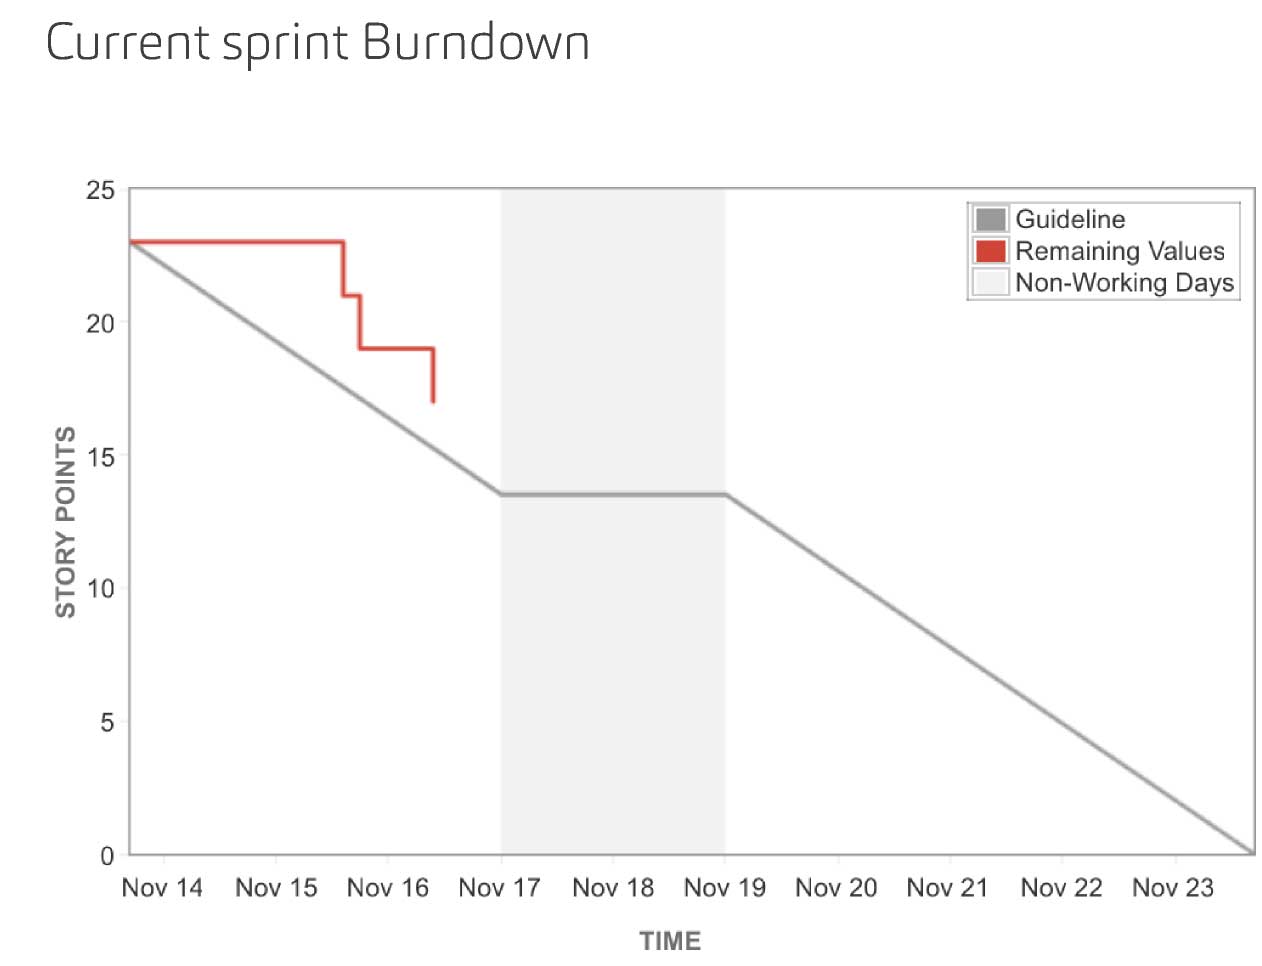 Current sprint Burndown
25
Guideline
Remaining Values
Non-Working Days
20
15
10
5
0
STORY POINTS
Nov 14 Nov 15 Nov 16 Nov 17 Nov 18 Nov 19 Nov 20 Nov 21 Nov 22 Nov 23
TIME